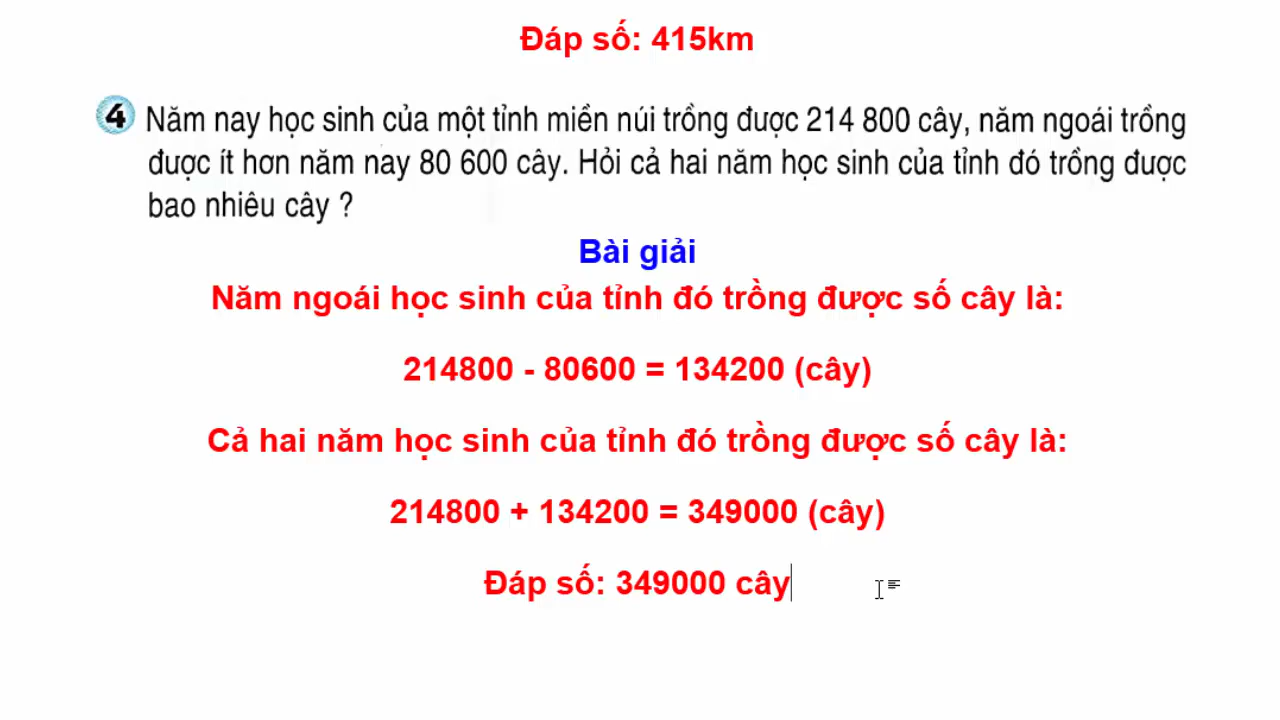 Đáp số: 415km
4 Năm nay học sinh của một tỉnh miền núi trồng được 214 800 cây, năm ngoái trồng
được ít hơn năm nay 80 600 cây. Hỏi cả hai năm học sinh của tỉnh đó trồng được
bao nhiêu cây ?
Bài giải
Năm ngoái học sinh của tỉnh đó trồng được số cây là:
214800 - 80600 = 134200 (cây)
Cả hai năm học sinh của tỉnh đó trồng được số cây là:
214800 + 134200 = 349000 (cây)
Đáp số: 349000 cây